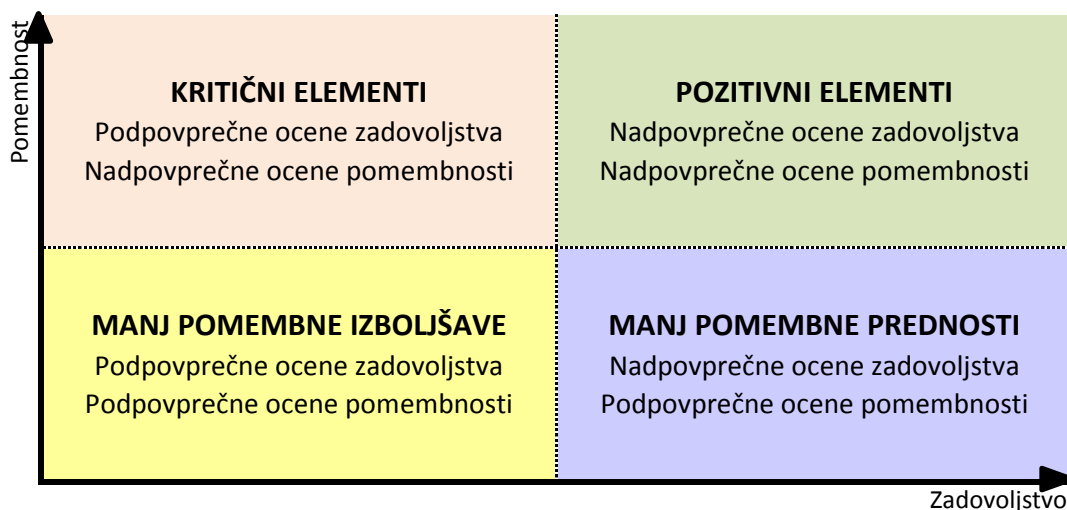 Pomembnost
KRITIČNI ELEMENTI
Podpovprečne ocene zadovoljstva
Nadpovprečne ocene pomembnosti
POZITIVNI ELEMENTI
Nadpovprečne ocene zadovoljstva
Nadpovprečne ocene pomembnosti
MANJ POMEMBNE IZBOLJŠAVE
Podpovprečne ocene zadovoljstva
Podpovprečne ocene pomembnosti
MANJ POMEMBNE PREDNOSTI
Nadpovprečne ocene zadovoljstva
Podpovprečne ocene pomembnosti
Zadovoljstvo